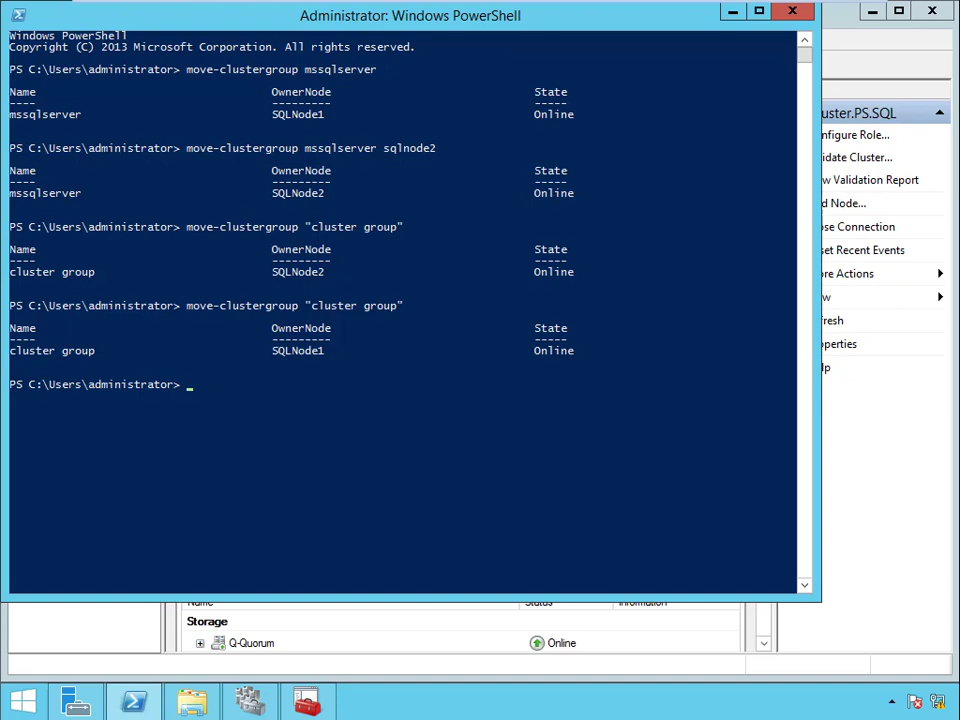 Administrator: Windows PowerShell
Windows PowerShell
Copyright (C) 2013 Microsoft Corporation. All rights reserved.
PS C:\Users\administrator> move-clustergroup mssqlserver
Name OwnerNode State
---- --------- -----
mssqlserver SQLNode1 Online
PS C:\Users\administrator> move-clustergroup mssqlserver sqlnode2
Name OwnerNode State
---- --------- -----
mssqlserver SQLNode2 Online
PS C:\Users\administrator> move-clustergroup "cluster group"
Name OwnerNode State
---- --------- -----
cluster group SQLNode2 Online
PS C:\Users\administrator> move-clustergroup "cluster group"
Name OwnerNode State
---- --------- -----
cluster group SQLNode1 Online
PS C:\Users\administrator>
uster.PS.SQL
nfigure Role...
idate Cluster...
w Validation Report
d Node...
ose Connection
set Recent Events
ore Actions
w
fresh
operties
lp
Name Status Information
Storage
Q-Quorum Online